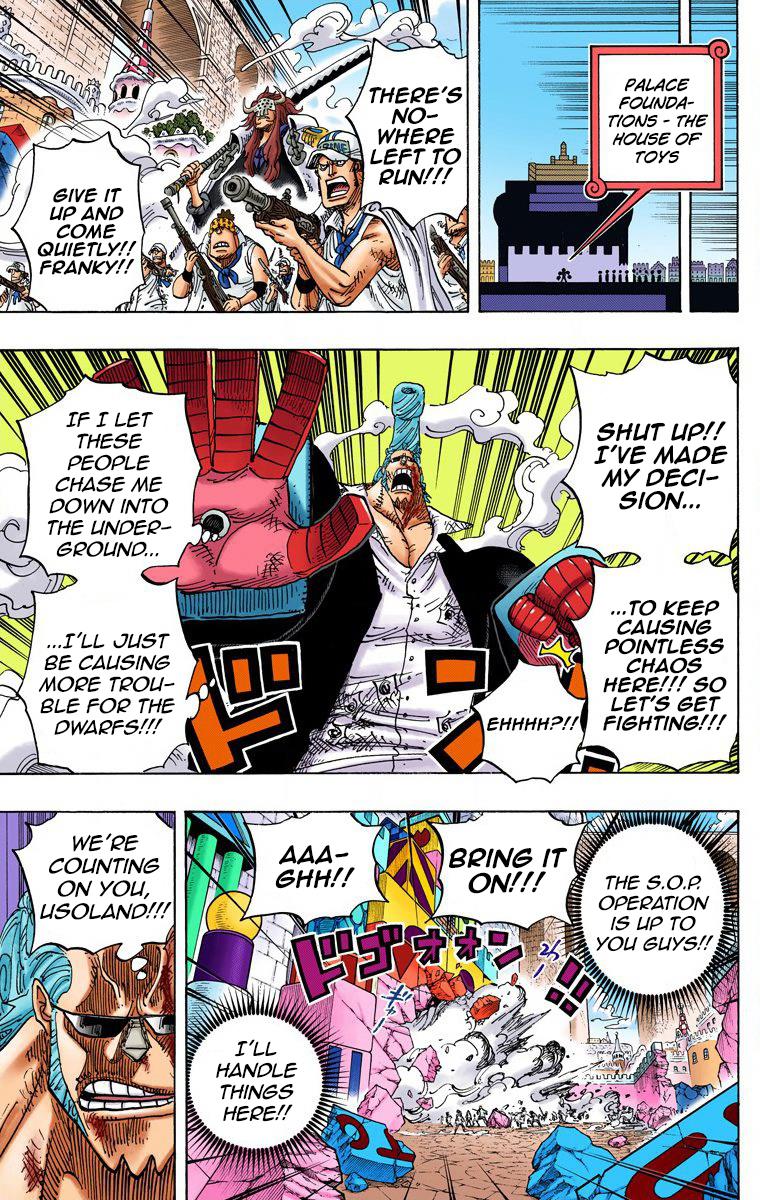 PALACE
FOUNDA-
TIONS - THE
HOUSE OF
TOYS
THERE'S
NO-
WHERE
LEFT TO
RUN!!!
GIVE IT
UP AND
COME
QUIETLY!!
FRANKY!!
SHUT UP!!
I'VE MADE
MY DECI-
SION...
...TO KEEP
CAUSING
POINTLESS
CHAOS
HERE!!! SO
LET'S GET
FIGHTING!!!
EHHHH?!!
IF I LET
THESE
PEOPLE
CHASE ME
DOWN INTO
THE UNDER-
GROUND...
...I'LL JUST
BE CAUSING
MORE TROU-
BLE FOR THE
DWARFS!!!
THE S.O.P.
OPERATION
IS UP TO
YOU GUYS!!
BRING IT
ON!!!
AAA-
GHH!!
ドゴォオォン!!
I'LL
HANDLE
THINGS
HERE!!
WE'RE
COUNTING
ON YOU,
USOLAND!!!